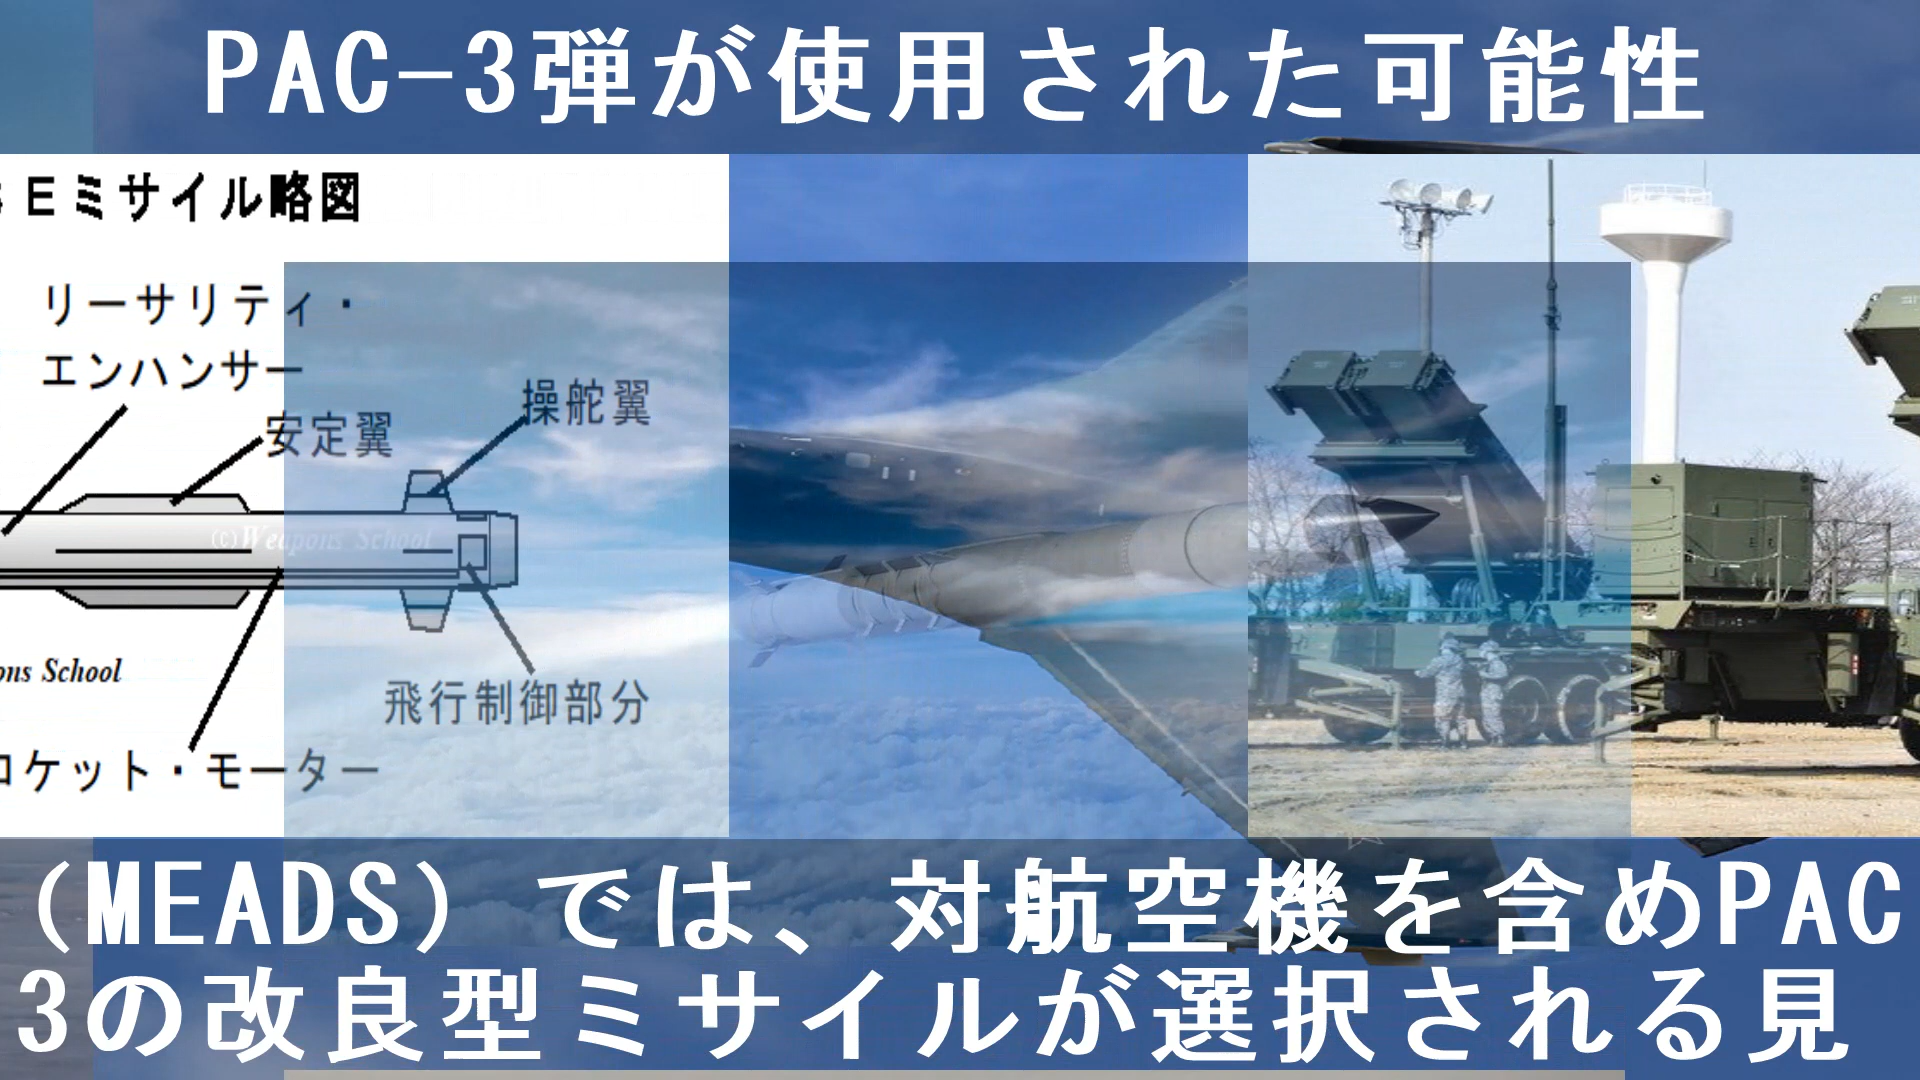 PAC-3弾が使用された可能性
Eミサイル略図
リーサリティ・
エンハンサー
安定翼
操舵翼
(C)Weapons School
飛行制御部分
ons School
ロケット・モーター
（MEADS）では、対航空機を含めPAC
3の改良型ミサイルが選択される見